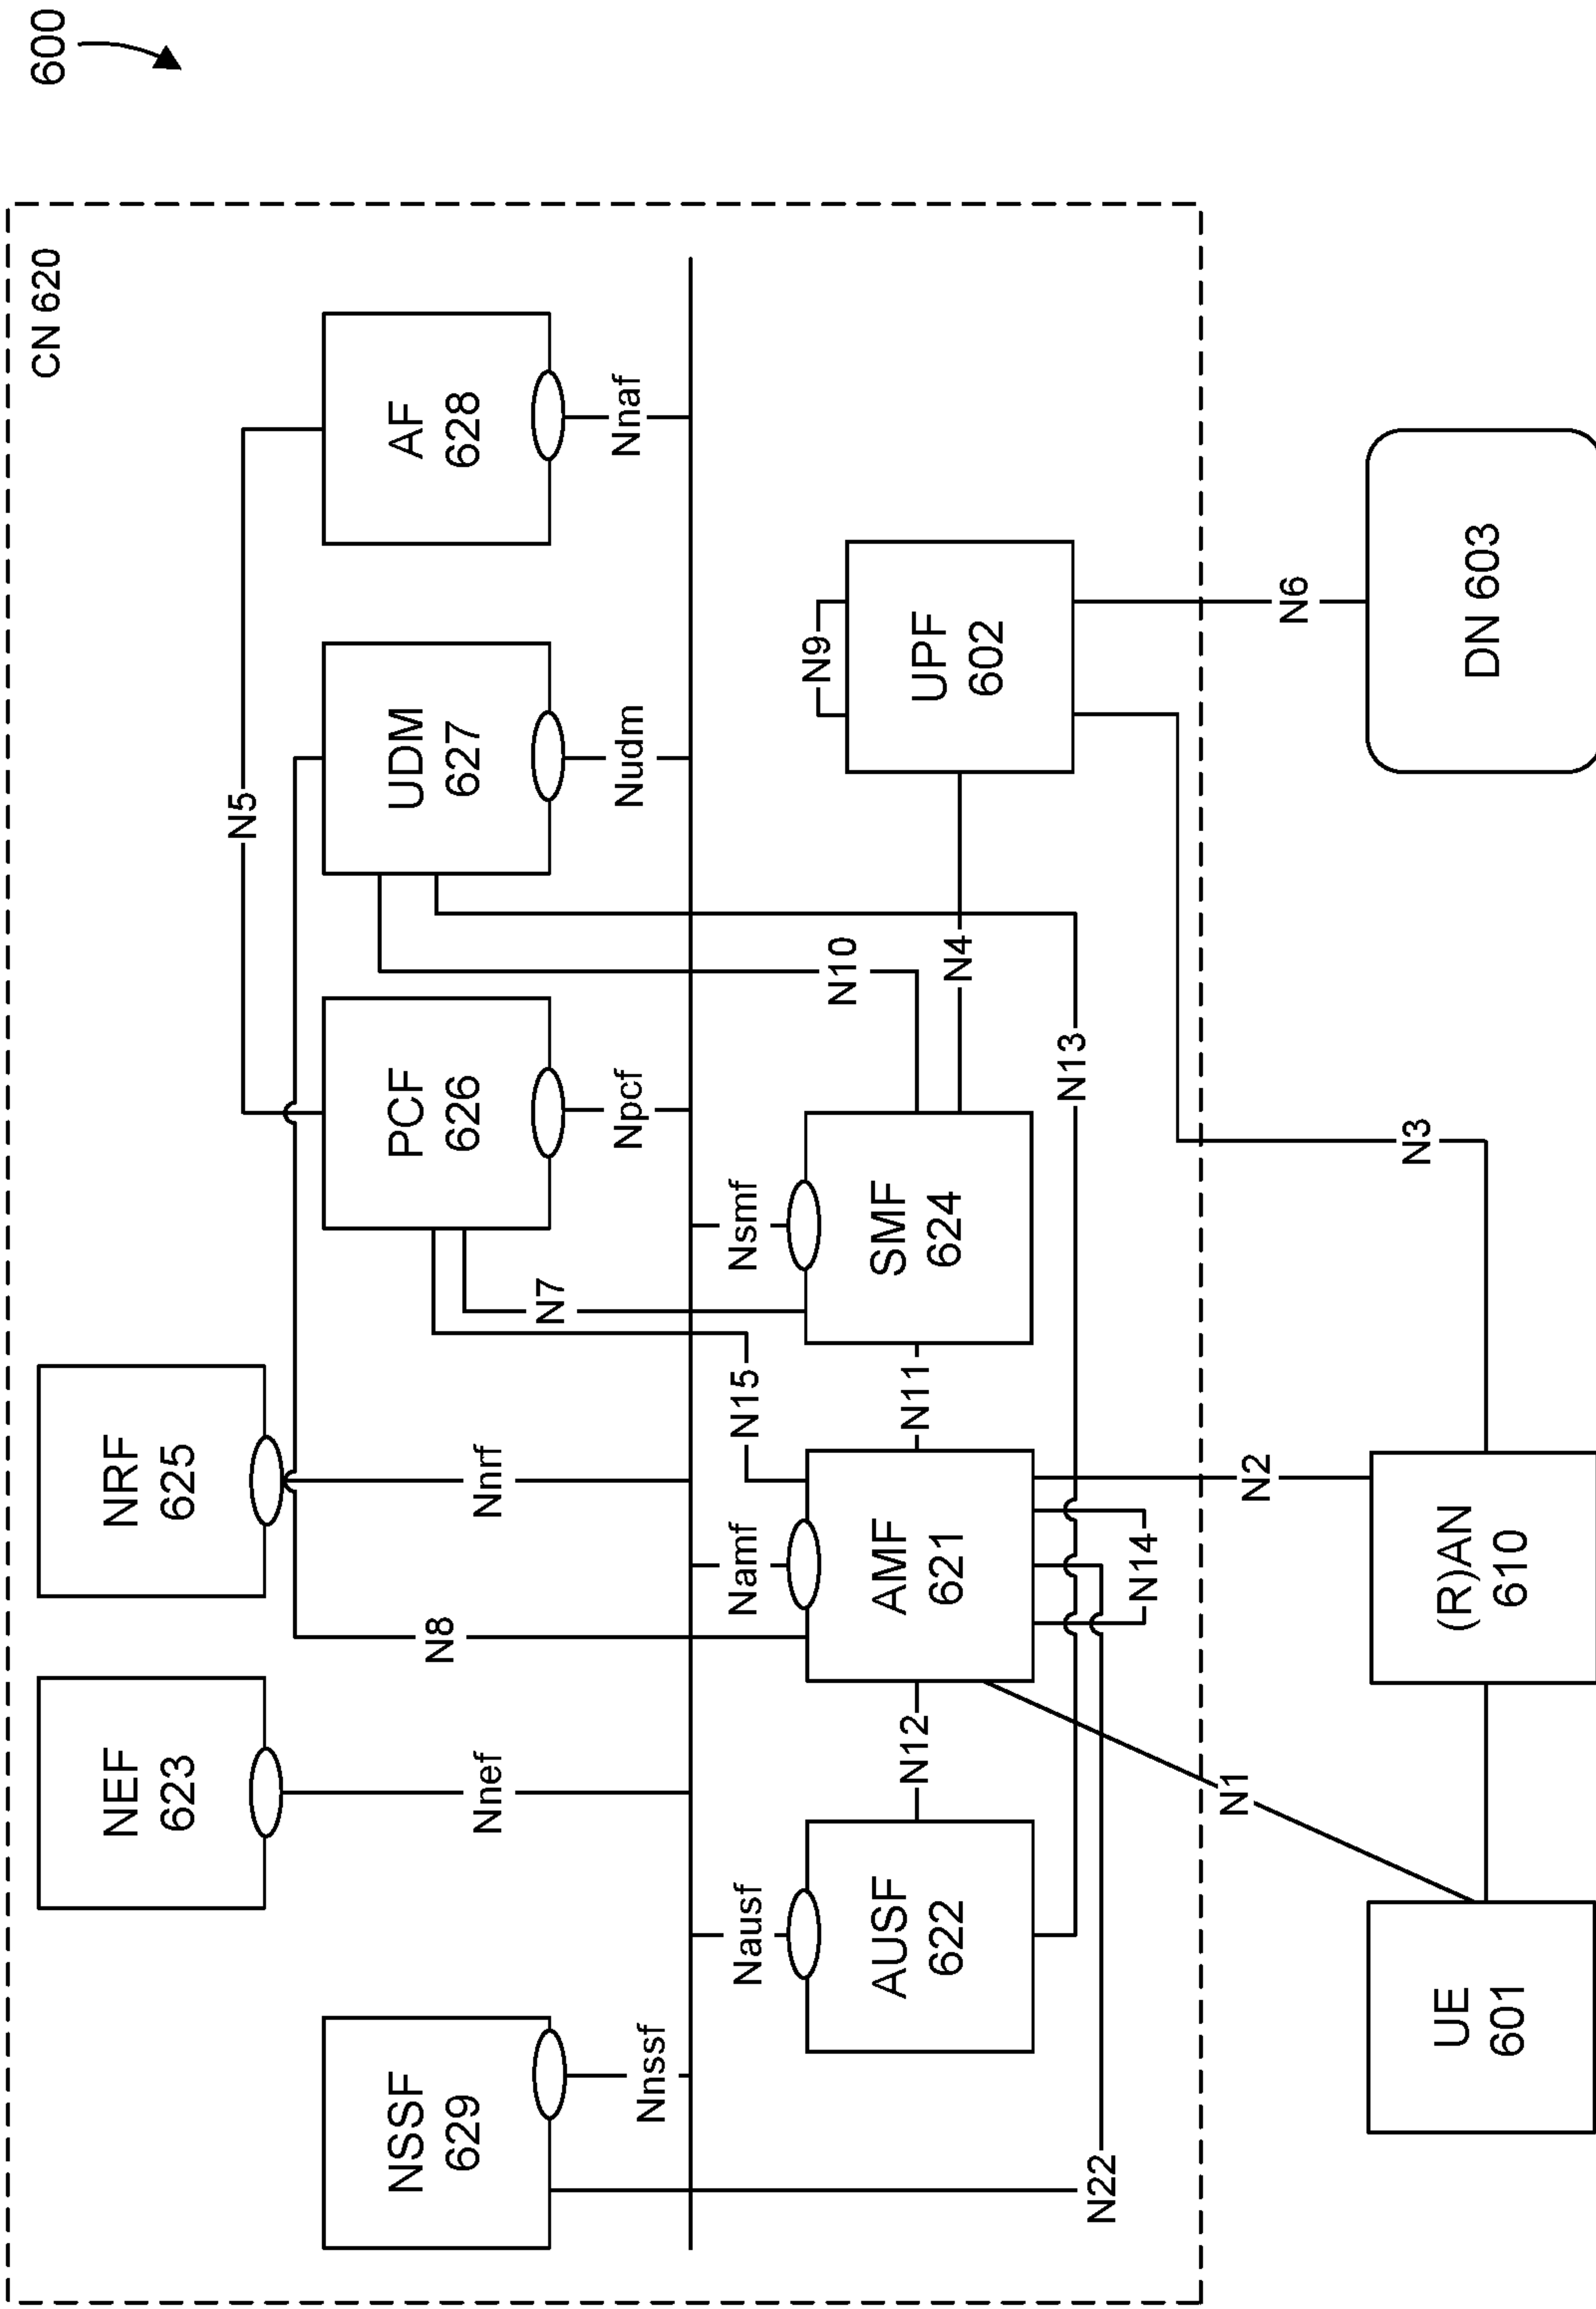 600
CN 620
NEF
623
NRF
625
N5
N8
NSSF
629
PCF
626
UDM
627
AF
628
Nnssf
Nnef
Nnrf
N7
Npcf
Nudm
Nnaf
Nausf
Namf
N15
Nsmf
N10
N9
AUSF
622
N12
AMF
621
N11
SMF
624
N4
UPF
602
N13
N22
N14
N1
N2
N3
N6
UE
601
(R)AN
610
DN 603